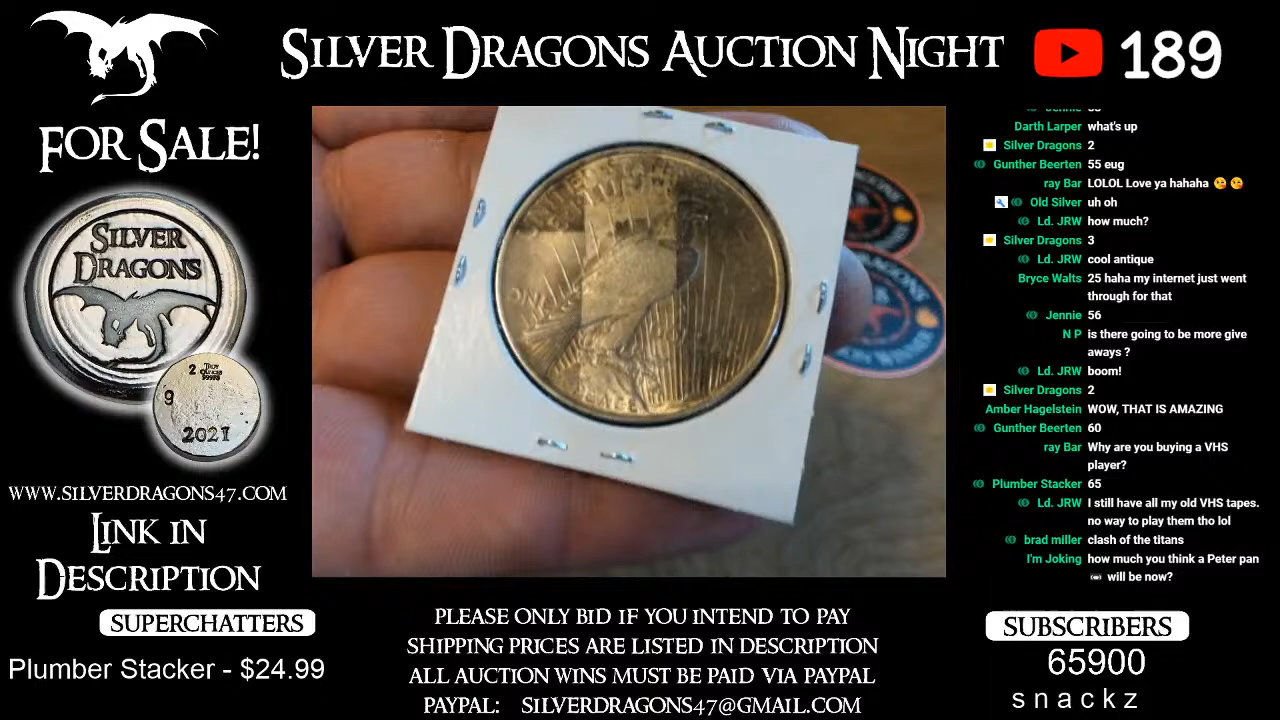 SILVER DRAGONS AUCTION NIGHT
189
FOR SALE!
SILVER
DRAGONS
2 TROY
OUNCES
9
2021
WWW.SILVERDRAGONS47.COM
LINK IN
DESCRIPTION
SUPERCHATTERS
Plumber Stacker - $24.99
PLEASE ONLY BID IF YOU INTEND TO PAY
SHIPPING PRICES ARE LISTED IN DESCRIPTION
ALL AUCTION WINS MUST BE PAID VIA PAYPAL
PAYPAL: SILVERDRAGONS47@GMAIL.COM
Darth Larper what's up
Silver Dragons 2
Gunther Beerten 55 eug
ray Bar LOLOL Love ya hahaha 😘 😘
Old Silver uh oh
Ld. JRW how much?
Silver Dragons 3
Ld. JRW cool antique
Bryce Walts 25 haha my internet just went
through for that
Jennie 56
N P is there going to be more give
aways ?
Ld. JRW boom!
Silver Dragons 2
Amber Hagelstein WOW, THAT IS AMAZING
Gunther Beerten 60
ray Bar Why are you buying a VHS
player?
Plumber Stacker 65
Ld. JRW I still have all my old VHS tapes.
no way to play them tho lol
brad miller clash of the titans
I'm Joking how much you think a Peter pan
📼 will be now?
SUBSCRIBERS
65900
snackz